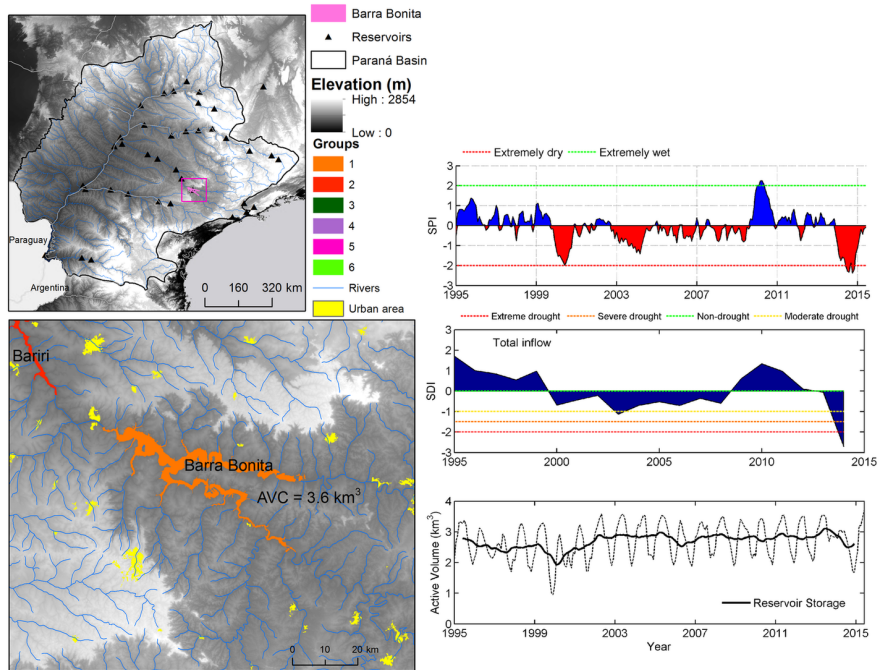 Barra Bonita
Reservoirs
Paraná Basin
Elevation (m)
High : 2854
Low : 0
Groups
1
2
3
4
5
6
Rivers
Urban area
Paraguay
Argentina
0 160 320 km
Bariri
Barra Bonita
AVC = 3.6 km³
0 10 20 km
Extremely dry Extremely wet
3
2
1
0
-1
-2
-3
SPI
1995 1999 2003 2007 2011 2015
Extreme drought Severe drought Non-drought Moderate drought
Total inflow
3
2
1
0
-1
-2
-3
SDI
1995 2000 2005 2010 2015
4
3
2
1
0
Active Volume (km³)
Reservoir Storage
1995 1999 2003 2007 2011 2015
Year